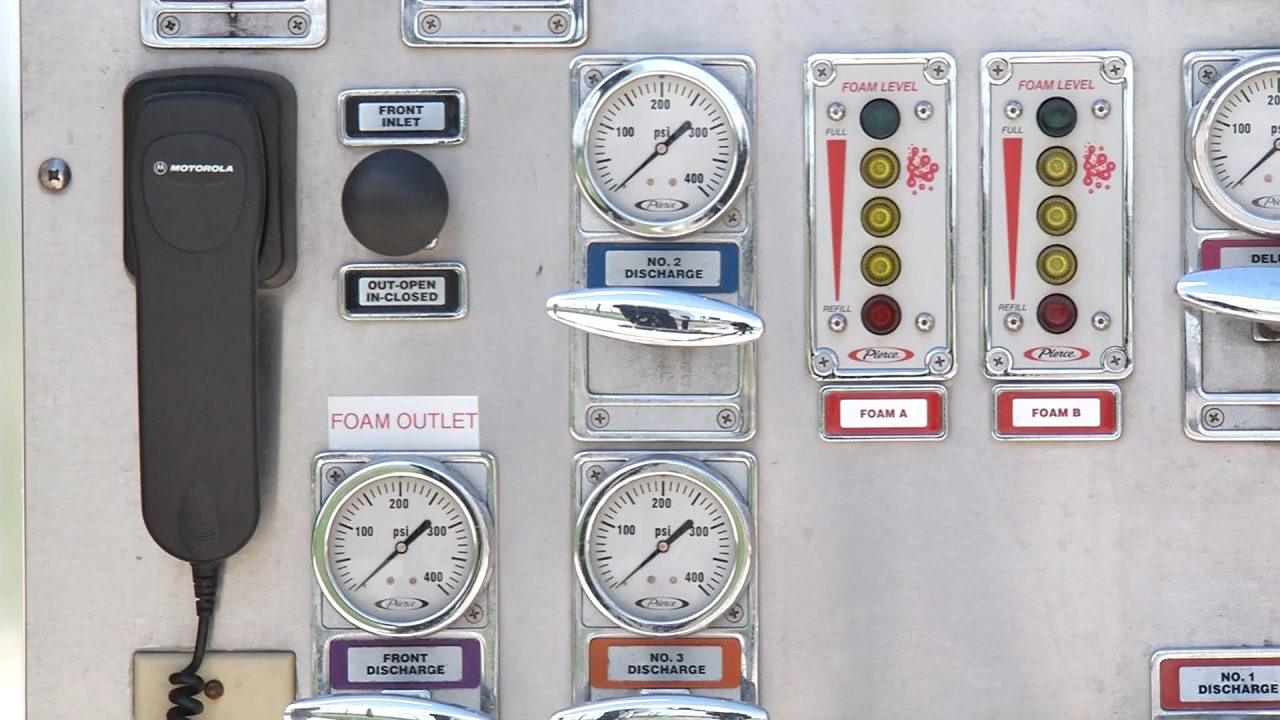 MOTOROLA
FRONT
INLET
OUT-OPEN
IN-CLOSED
100
200
300
400
psi
Pierce
NO. 2
DISCHARGE
FOAM LEVEL
FULL
REFILL
Pierce
FOAM A
FOAM LEVEL
FULL
REFILL
Pierce
FOAM B
100
psi
FOAM OUTLET
100
200
300
400
psi
Pierce
FRONT
DISCHARGE
100
200
300
400
psi
Pierce
NO. 3
DISCHARGE
NO. 1
DISCHARGE